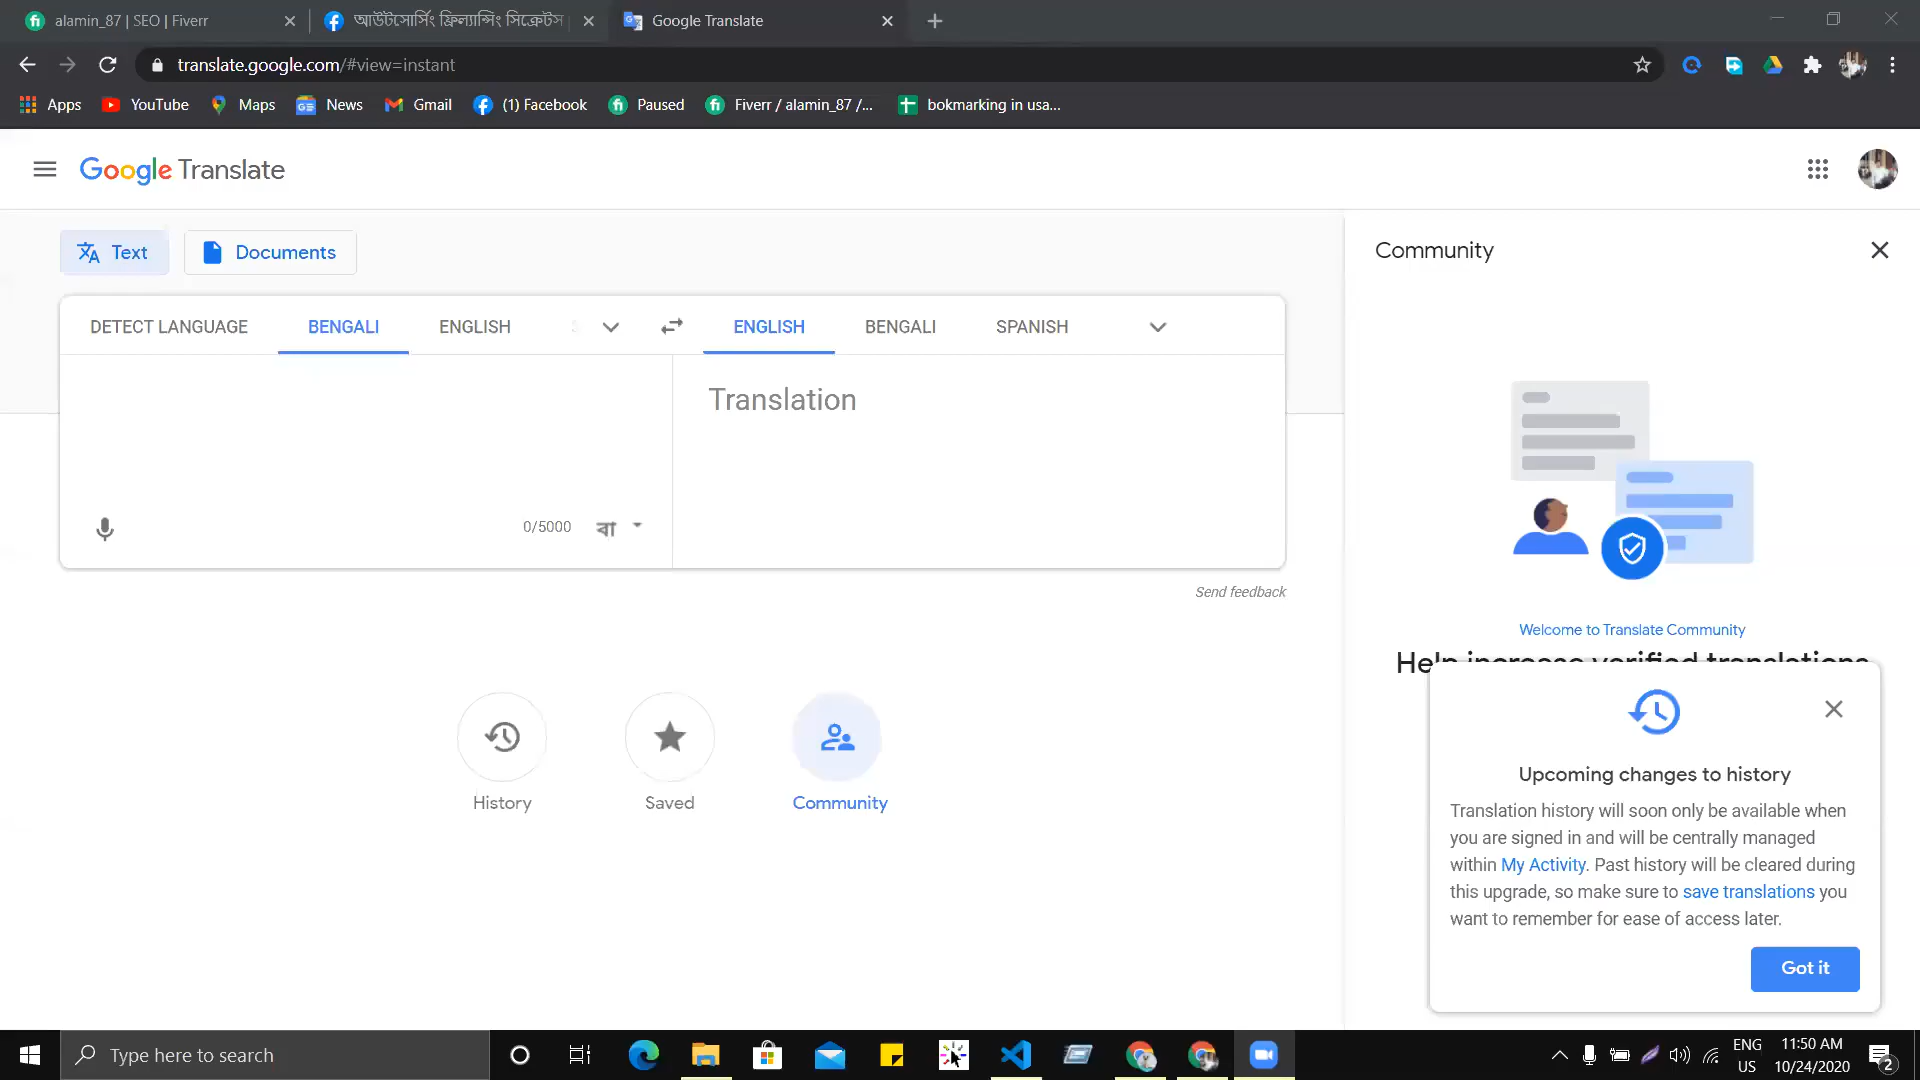 alamin_87 | SEO | Fiverr
আউটসোর্সিং ফ্রিল্যান্সিং সিক্রেটস
Google Translate
translate.google.com/#view=instant
Apps
YouTube
Maps
News
Gmail
(1) Facebook
Paused
Fiverr / alamin_87 /...
bokmarking in usa...
Google Translate
Text
Documents
Community
DETECT LANGUAGE
BENGALI
ENGLISH
ENGLISH
BENGALI
SPANISH
Translation
0/5000
বা
Send feedback
Welcome to Translate Community
Help increase verified translations
History
Saved
Community
Upcoming changes to history
Translation history will soon only be available when
you are signed in and will be centrally managed
within My Activity. Past history will be cleared during
this upgrade, so make sure to save translations you
want to remember for ease of access later.
Got it
Type here to search
ENG
US
11:50 AM
10/24/2020
2